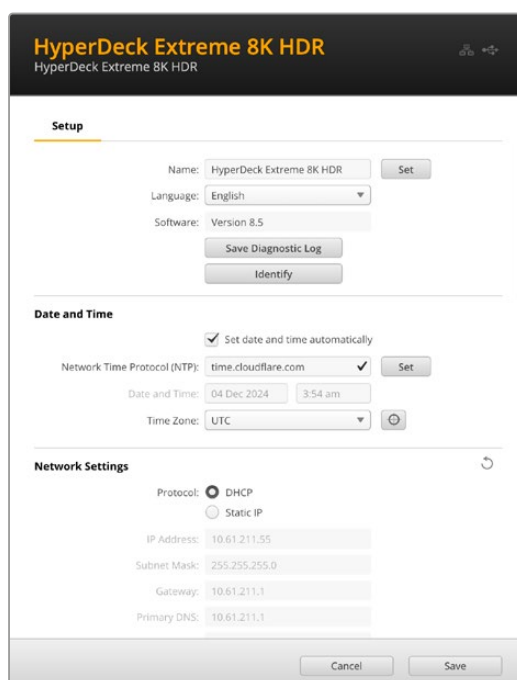 HyperDeck Extreme 8K HDR
HyperDeck Extreme 8K HDR
Setup
Name: HyperDeck Extreme 8K HDR Set
Language: English
Software: Version 8.5
Save Diagnostic Log
Identify
Date and Time
Set date and time automatically
Network Time Protocol (NTP): time.cloudflare.com Set
Date and Time: 04 Dec 2024 3:54 am
Time Zone: UTC
Network Settings
Protocol: DHCP
Static IP
IP Address: 10.61.211.55
Subnet Mask: 255.255.255.0
Gateway: 10.61.211.1
Primary DNS: 10.61.211.1
Cancel Save